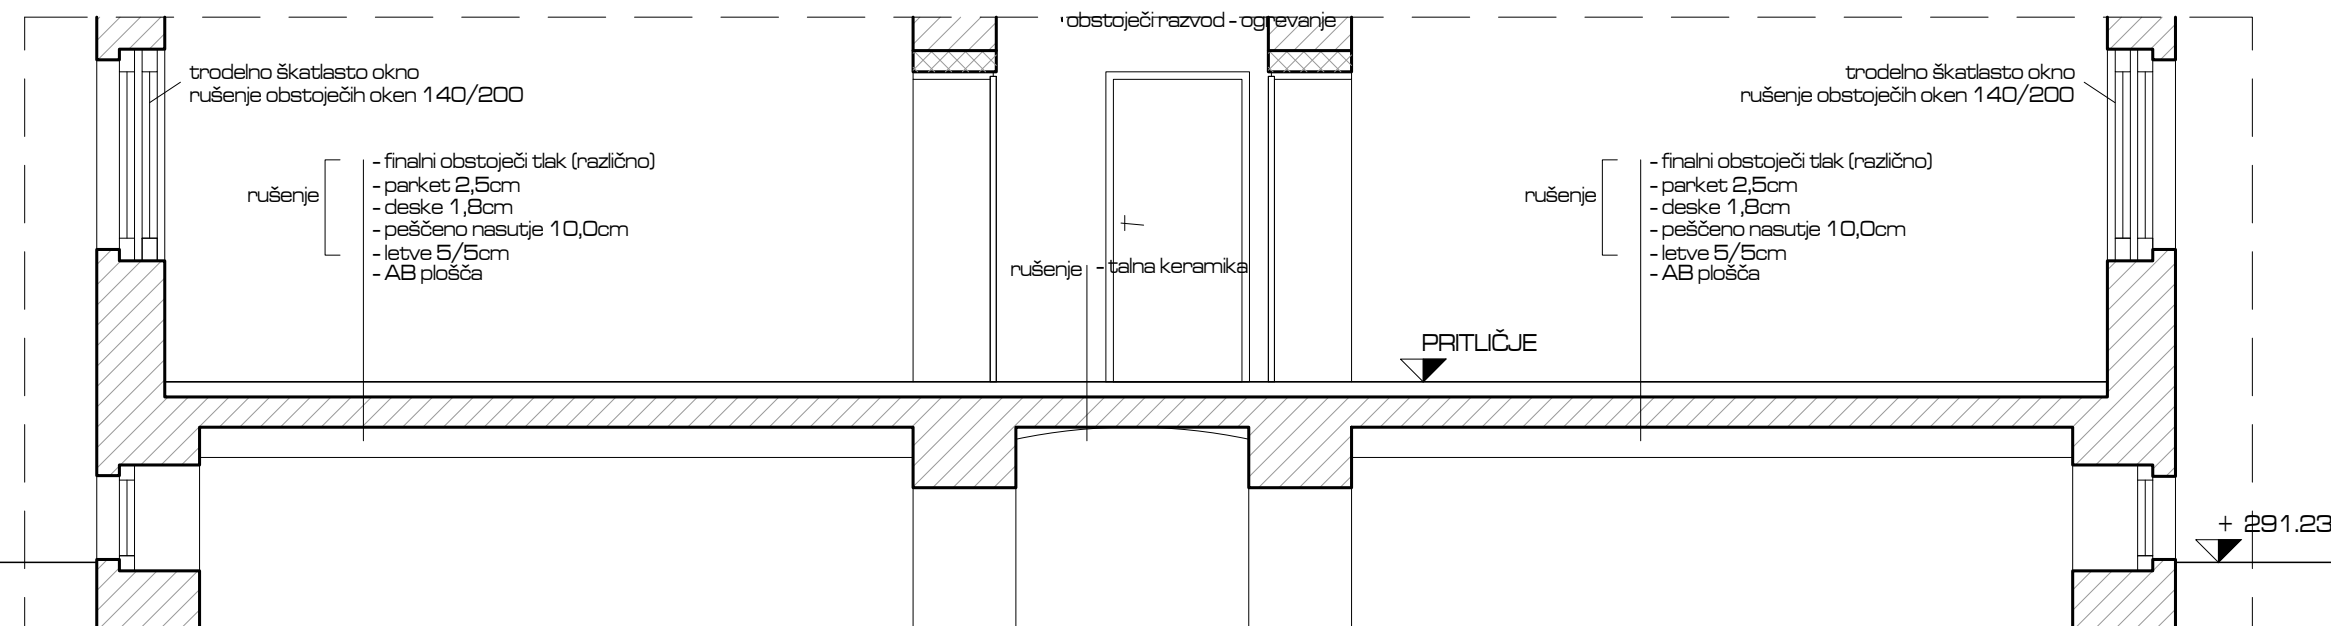 obstoječi razvod - ogrevanje
trodelno škatlasto okno
rušenje obstoječih oken 140/200
trodelno škatlasto okno
rušenje obstoječih oken 140/200
rušenje
- finalni obstoječi tlak (različno)
- parket 2,5cm
- deske 1,8cm
- peščeno nasutje 10,0cm
- letve 5/5cm
- AB plošča
rušenje - talna keramika
rušenje
- finalni obstoječi tlak (različno)
- parket 2,5cm
- deske 1,8cm
- peščeno nasutje 10,0cm
- letve 5/5cm
- AB plošča
PRITLIČJE
+ 291.23